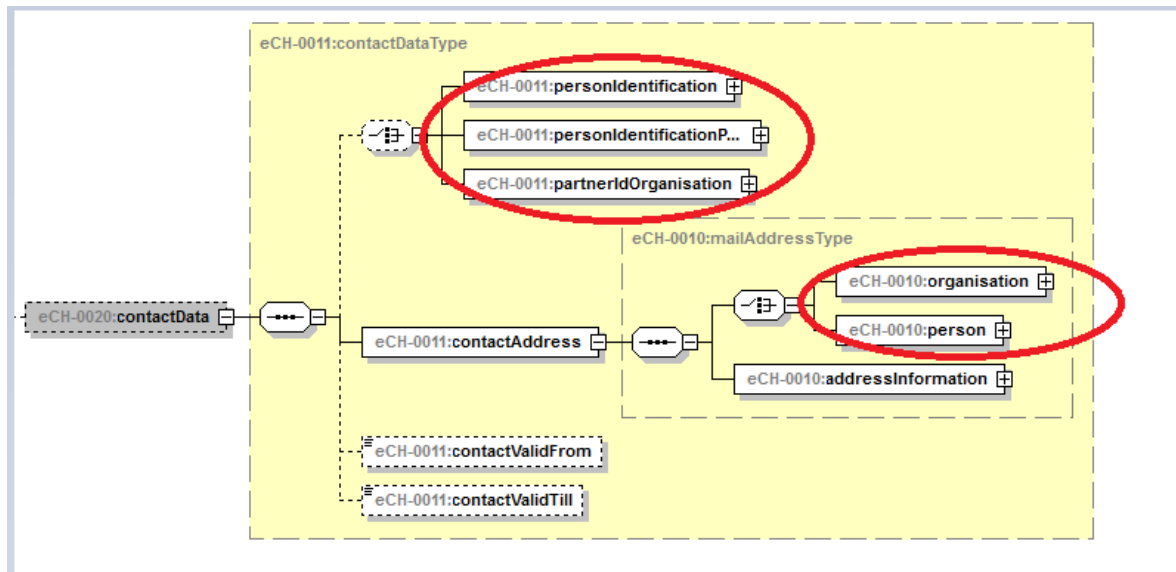 eCH-0011:contactDataType
eCH-0011:personIdentification
eCH-0011:personIdentificationP...
eCH-0011:partnerIdOrganisation
eCH-0010:mailAddressType
eCH-0010:organisation
eCH-0020:contactData
eCH-0011:contactAddress
eCH-0010:person
eCH-0010:addressInformation
eCH-0011:contactValidFrom
eCH-0011:contactValidTill